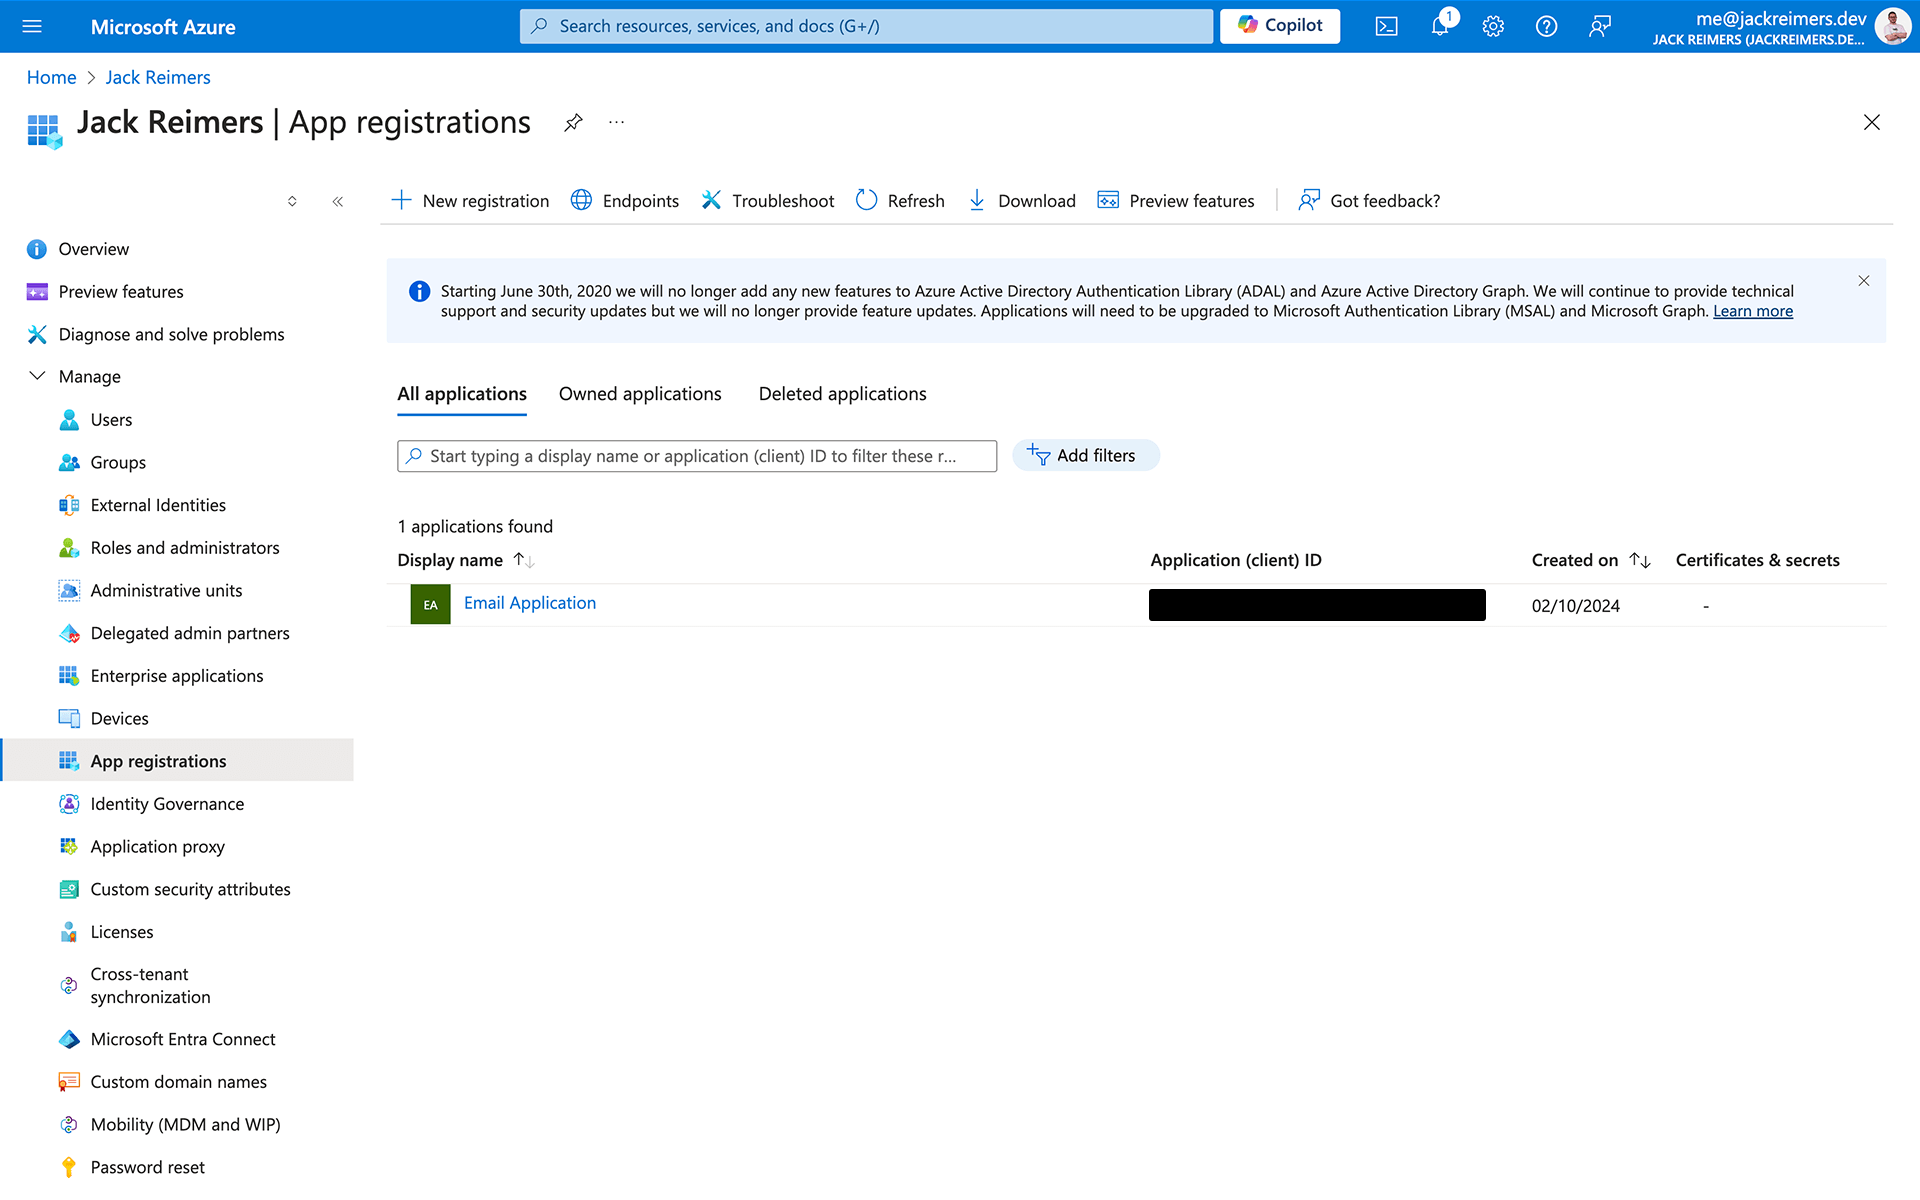 Microsoft Azure
Search resources, services, and docs (G+/)
Copilot
1
me@jackreimers.dev
JACK REIMERS (JACKREIMERS.DE...
Home > Jack Reimers
Jack Reimers | App registrations
...
New registration
Endpoints
Troubleshoot
Refresh
Download
Preview features
Got feedback?
Overview
Preview features
Diagnose and solve problems
Manage
Users
Groups
External Identities
Roles and administrators
Administrative units
Delegated admin partners
Enterprise applications
Devices
App registrations
Identity Governance
Application proxy
Custom security attributes
Licenses
Cross-tenant
synchronization
Microsoft Entra Connect
Custom domain names
Mobility (MDM and WIP)
Password reset
Starting June 30th, 2020 we will no longer add any new features to Azure Active Directory Authentication Library (ADAL) and Azure Active Directory Graph. We will continue to provide technical
support and security updates but we will no longer provide feature updates. Applications will need to be upgraded to Microsoft Authentication Library (MSAL) and Microsoft Graph. Learn more
All applications
Owned applications
Deleted applications
Start typing a display name or application (client) ID to filter these r...
Add filters
1 applications found
Display name
Application (client) ID
Created on
Certificates & secrets
EA
Email Application
02/10/2024
-